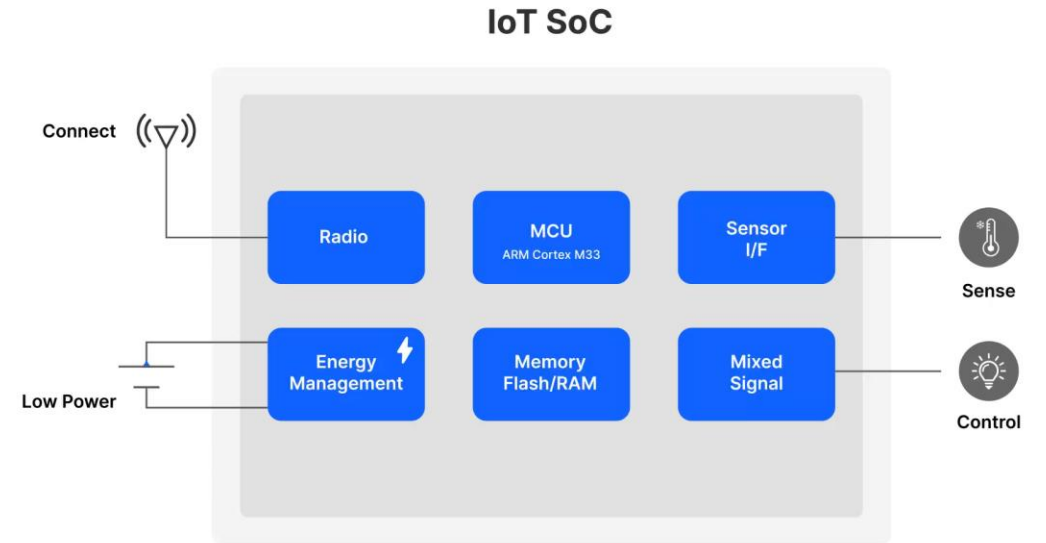 IoT SoC
Connect
Radio
MCU
ARM Cortex M33
Sensor
I/F
Sense
Low Power
Energy
Management
Memory
Flash/RAM
Mixed
Signal
Control